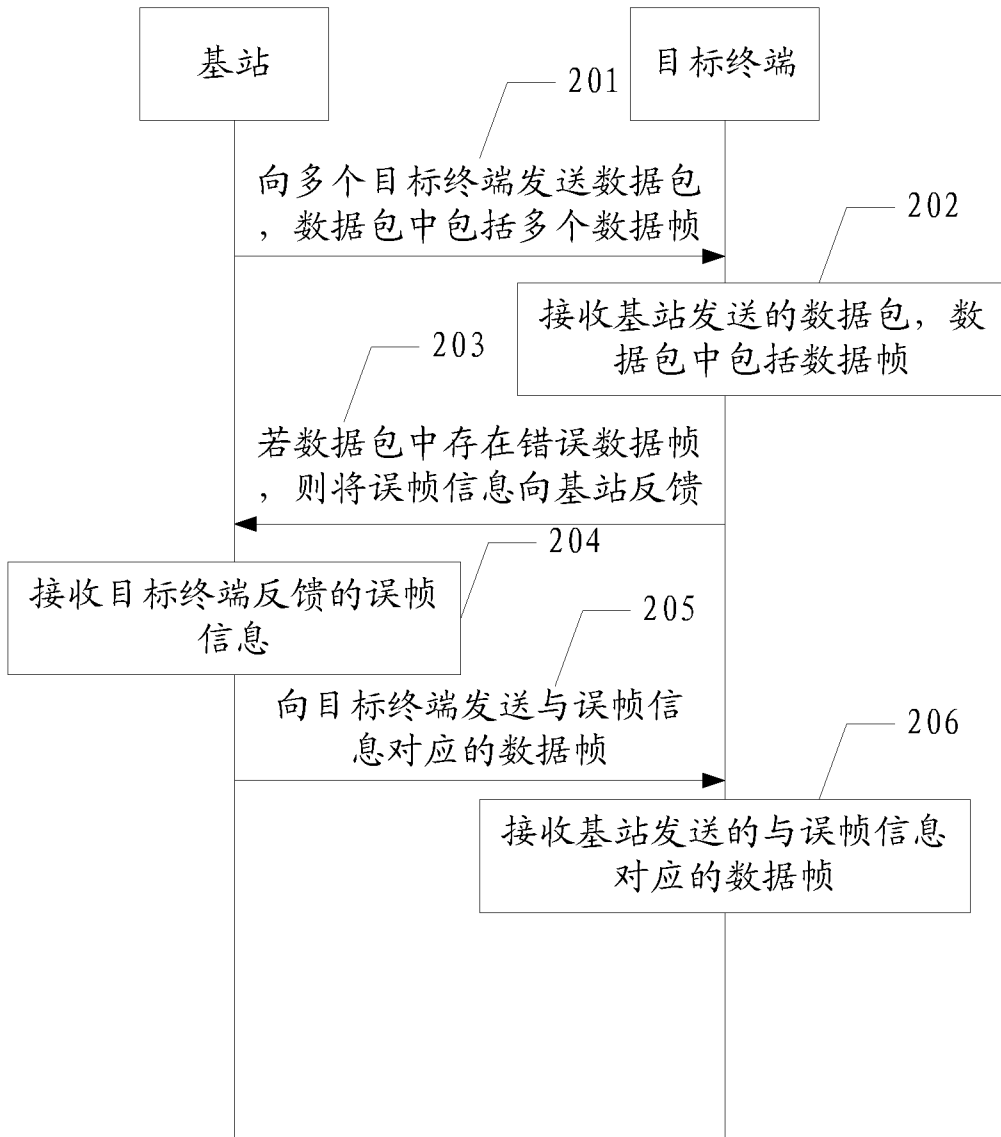 基站
目标终端
201
向多个目标终端发送数据包
，数据包中包括多个数据帧
202
接收基站发送的数据包，数
据包中包括数据帧
203
若数据包中存在错误数据帧
，则将误帧信息向基站反馈
204
接收目标终端反馈的误帧
信息
205
向目标终端发送与误帧信
息对应的数据帧
206
接收基站发送的与误帧信息
对应的数据帧